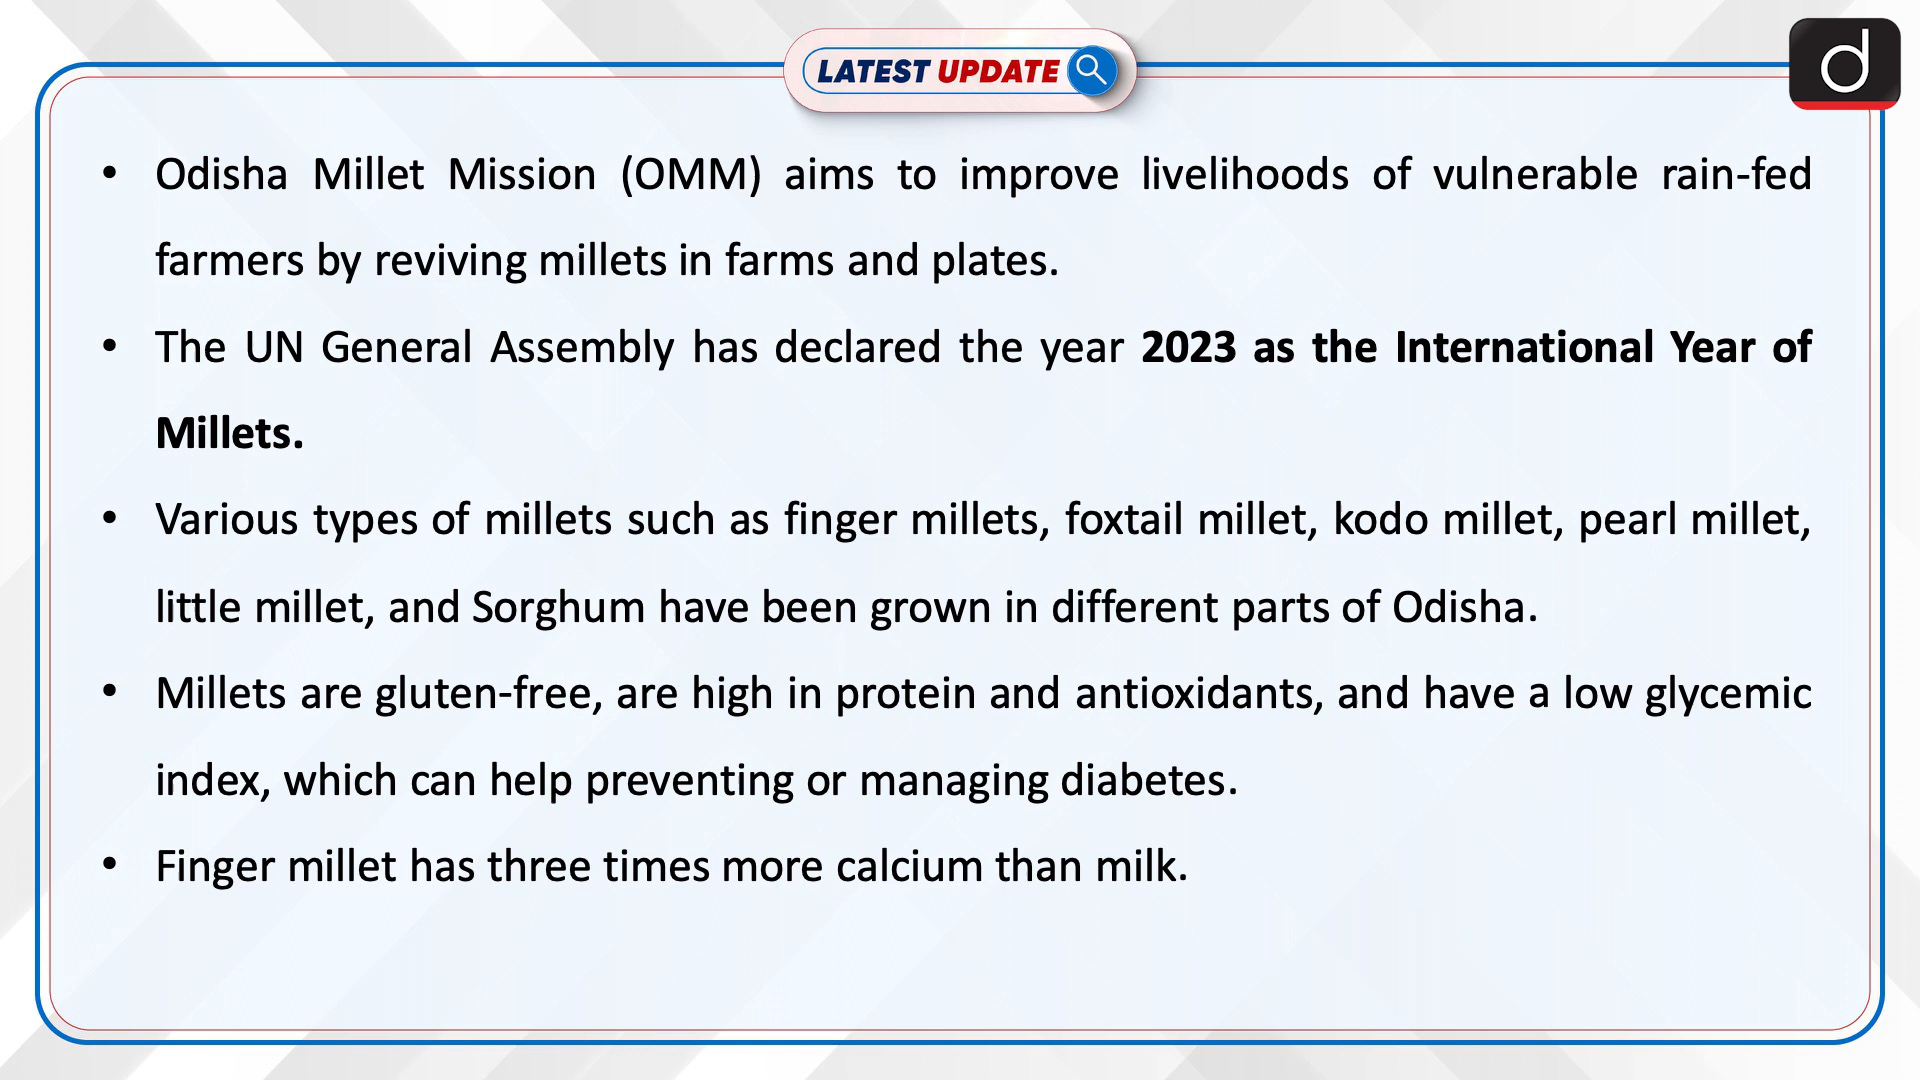 LATEST UPDATE
d
• Odisha Millet Mission (OMM) aims to improve livelihoods of vulnerable rain-fed
farmers by reviving millets in farms and plates.
• The UN General Assembly has declared the year 2023 as the International Year of
Millets.
• Various types of millets such as finger millets, foxtail millet, kodo millet, pearl millet,
little millet, and Sorghum have been grown in different parts of Odisha.
• Millets are gluten-free, are high in protein and antioxidants, and have a low glycemic
index, which can help preventing or managing diabetes.
• Finger millet has three times more calcium than milk.